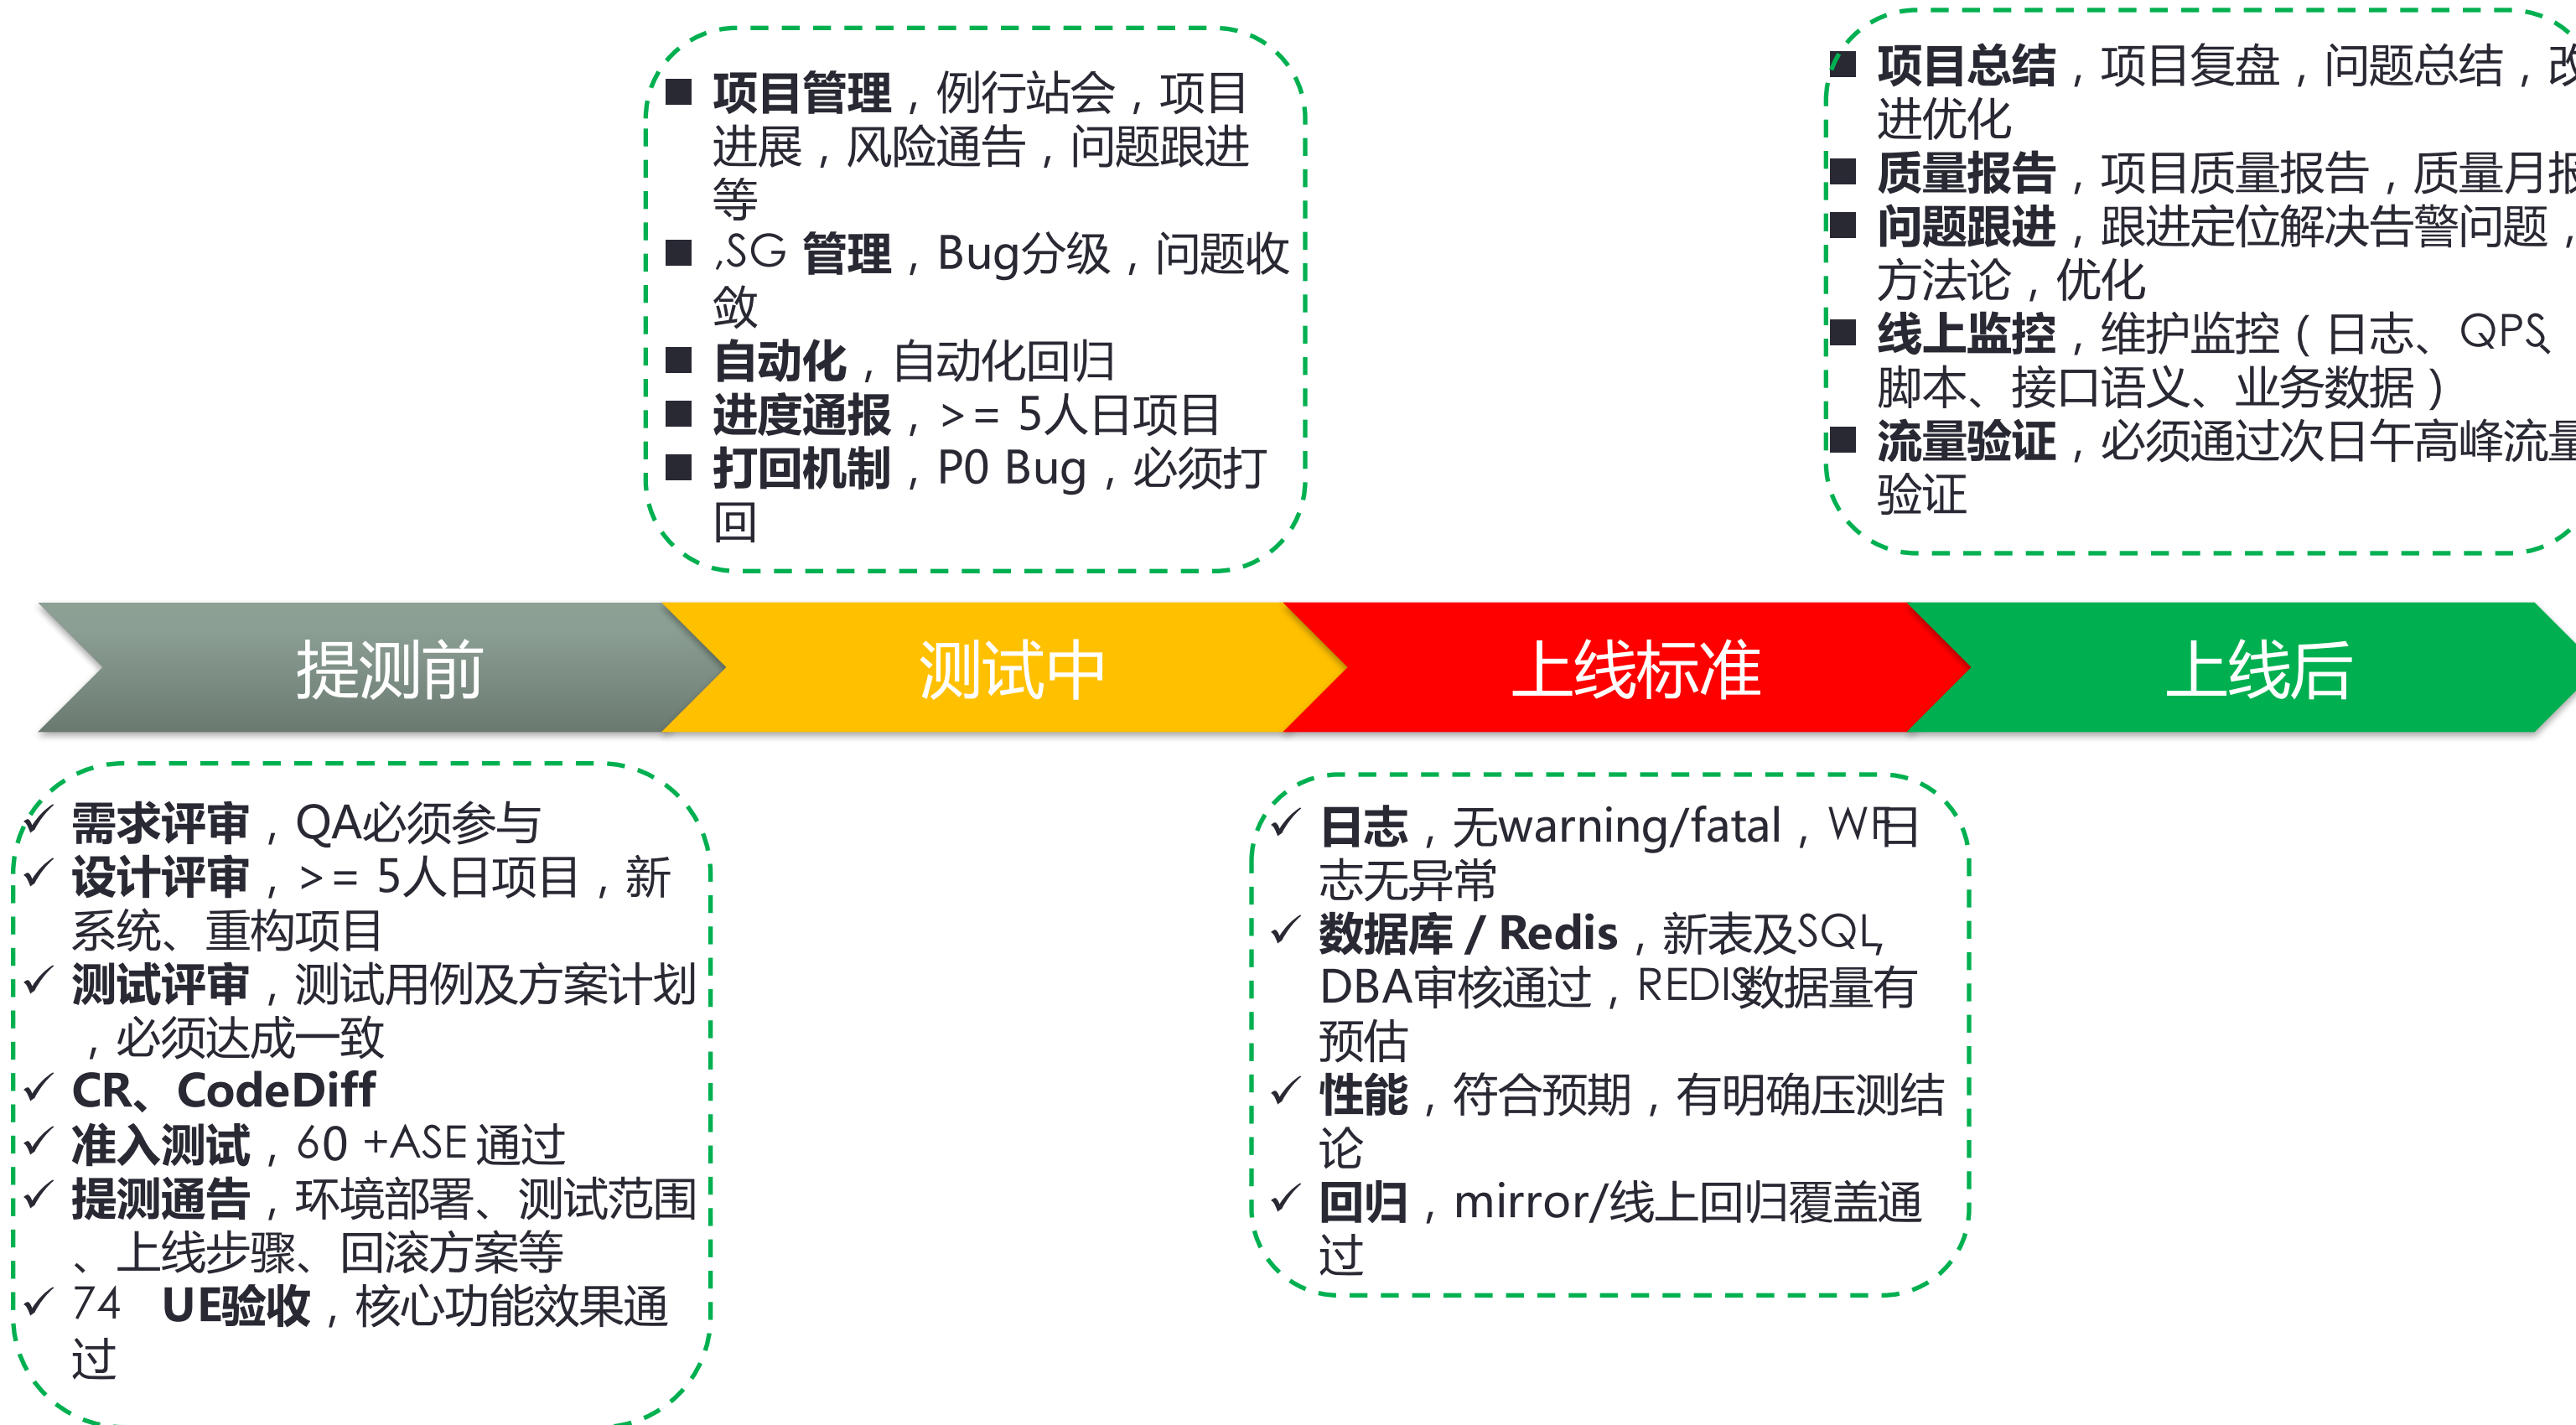 项目管理，例行站会，项目
进展，风险通告，问题跟进
等
,SG 管理，Bug分级，问题收
敛
自动化，自动化回归
进度通报，>= 5人日项目
打回机制，P0 Bug，必须打
回
项目总结，项目复盘，问题总结，改
进优化
质量报告，项目质量报告，质量月报
问题跟进，跟进定位解决告警问题，
方法论，优化
线上监控，维护监控（日志、QPS、
脚本、接口语义、业务数据）
流量验证，必须通过次日午高峰流量
验证
提测前
测试中
上线标准
上线后
需求评审，QA必须参与
设计评审，>= 5人日项目，新
系统、重构项目
测试评审，测试用例及方案计划
，必须达成一致
CR、CodeDiff
准入测试，60 +ASE 通过
提测通告，环境部署、测试范围
、上线步骤、回滚方案等
74 UE验收，核心功能效果通
过
日志，无warning/fatal，WF日
志无异常
数据库 / Redis，新表及SQL,
DBA审核通过，REDIS数据量有
预估
性能，符合预期，有明确压测结
论
回归，mirror/线上回归覆盖通
过